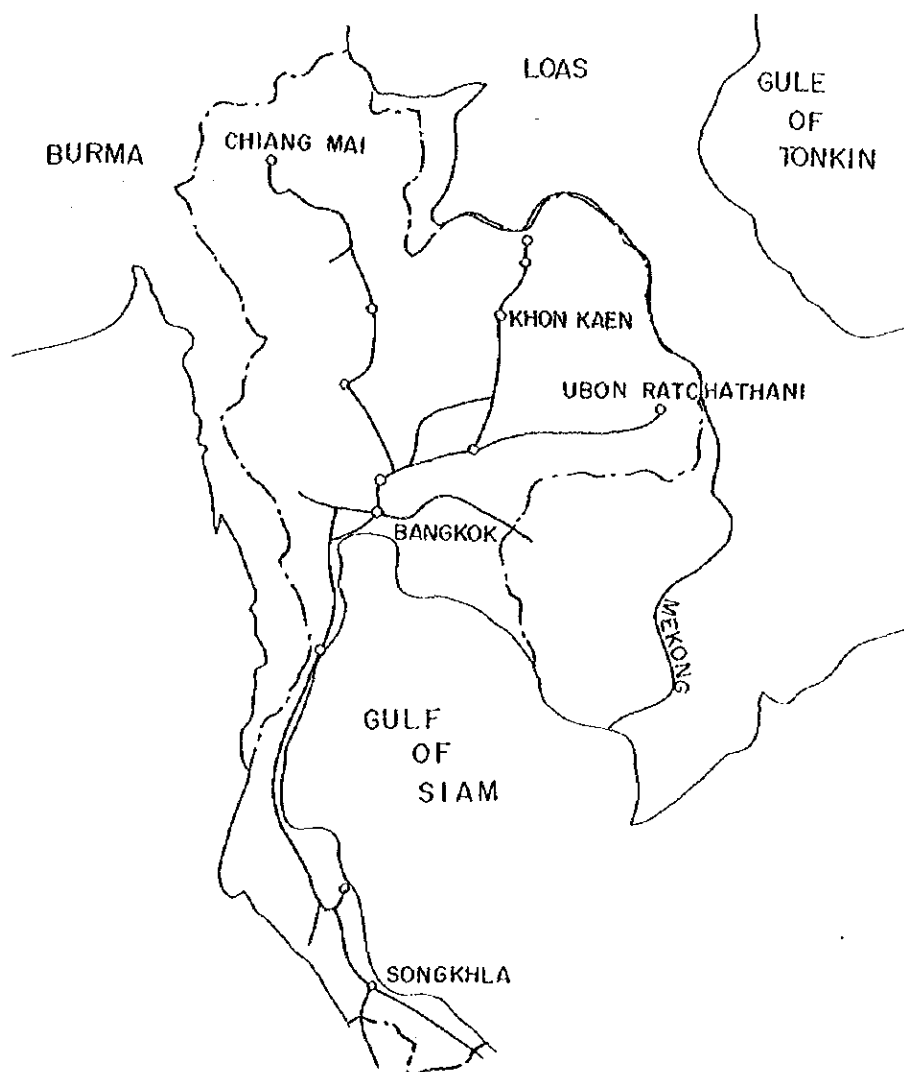 LOAS
GULE
OF
TONKIN
BURMA
CHIANG MAI
KHON KAEN
UBON RATCHATHANI
BANGKOK
MEKONG
GULF
OF
SIAM
SONGKHLA